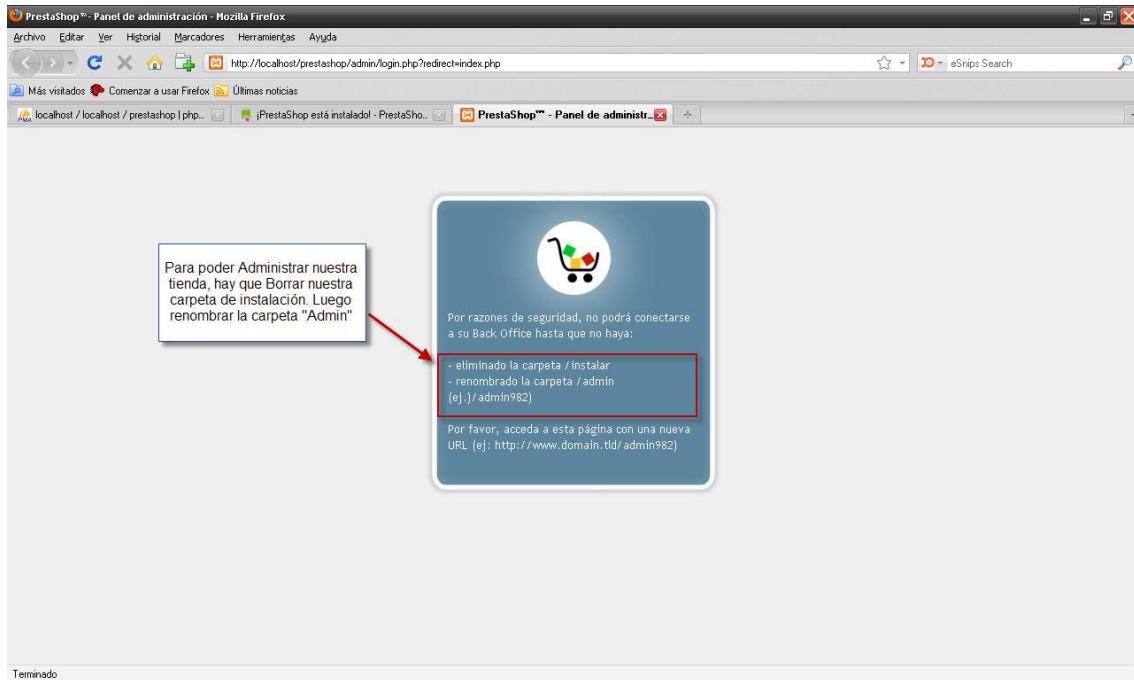 PrestaShop™ - Panel de administración - Mozilla Firefox
Archivo Editar Ver Historial Marcadores Herramientas Ayuda
http://localhost/prestashop/admin/login.php?redirect=index.php
eSnips Search
Más visitados Comenzar a usar Firefox Últimas noticias
localhost / localhost / prestashop | php...
¡PrestaShop está instalado! - PrestaSho...
PrestaShop™ - Panel de administr...
Para poder Administrar nuestra
tienda, hay que Borrar nuestra
carpeta de instalación. Luego
renombrar la carpeta "Admin"
Por razones de seguridad, no podrá conectarse
a su Back Office hasta que no haya:
- eliminado la carpeta /instalar
- renombrado la carpeta /admin
(ej.)/admin982)
Por favor, acceda a esta página con una nueva
URL (ej: http://www.domain.tld/admin982)
Terminado